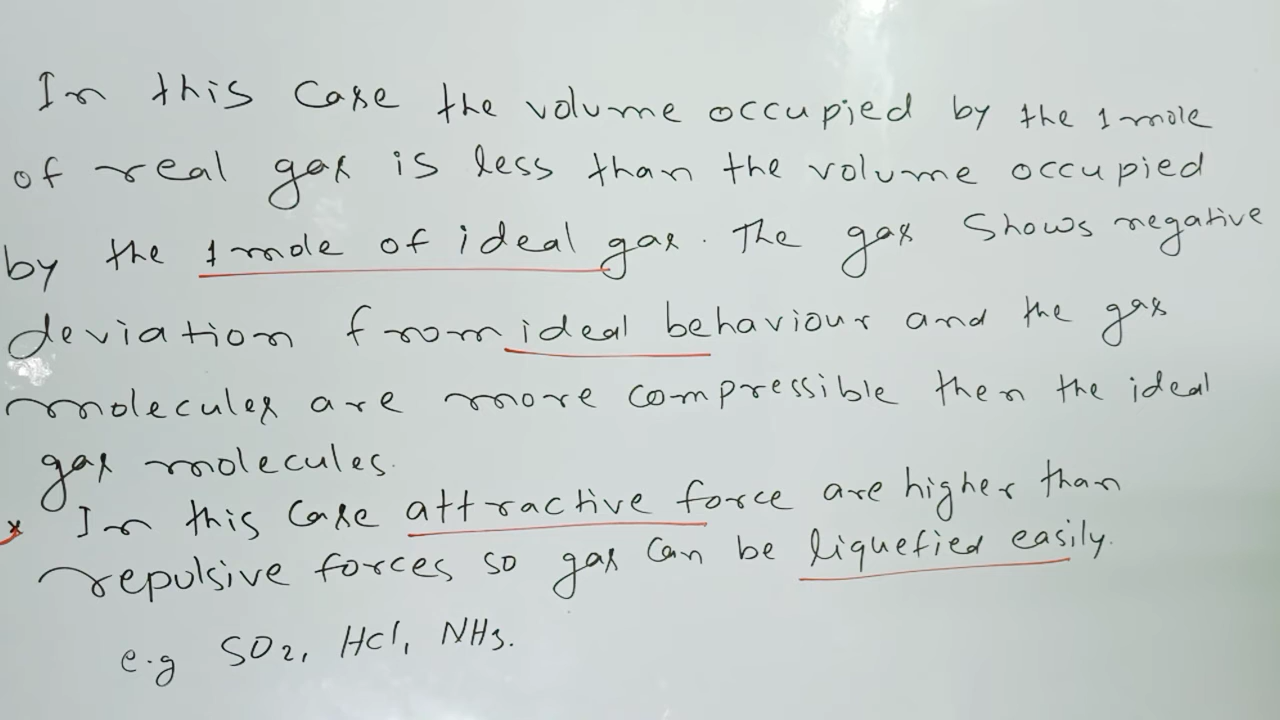 In this case the volume occupied by the 1 mole
of real gas is less than the volume occupied
by the 1 mole of ideal gas. The gas shows negative
deviation from ideal behaviour and the gas
molecules are more compressible then the ideal
gas molecules.
* In this case attractive force are higher than
repulsive forces so gas can be liquefied easily.
e.g SO2, HCl, NH3.